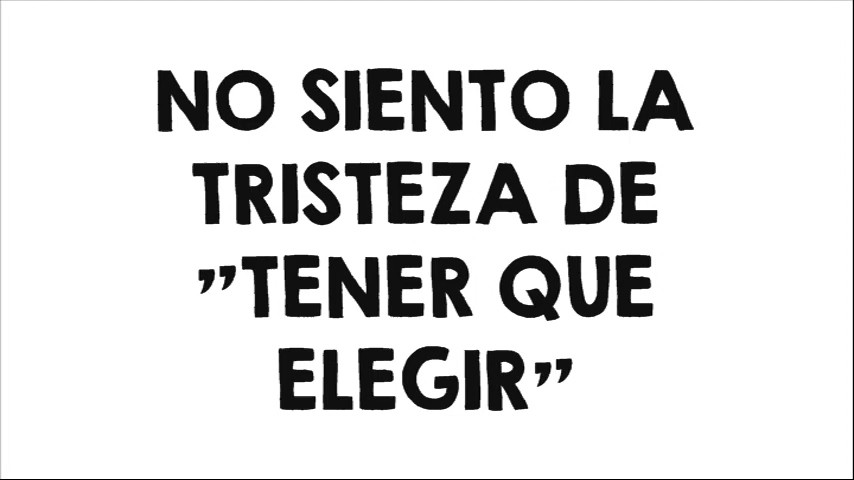 NO SIENTO LA
TRISTEZA DE
”TENER QUE
ELEGIR”